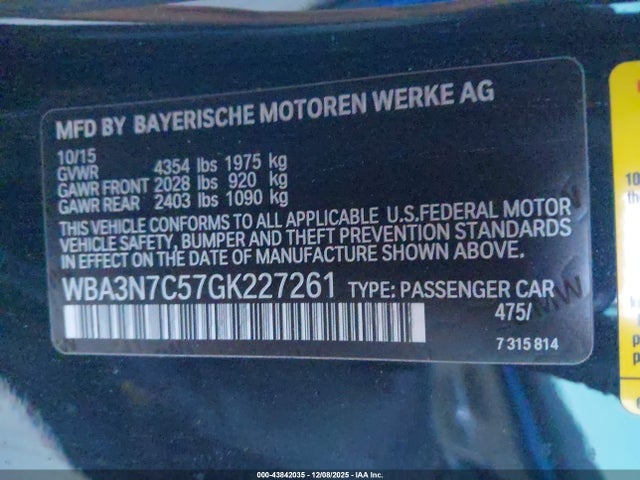 MFD BY BAYERISCHE MOTOREN WERKE AG
10/15
GVWR 4354 lbs 1975 kg
GAWR FRONT 2028 lbs 920 kg
GAWR REAR 2403 lbs 1090 kg
THIS VEHICLE CONFORMS TO ALL APPLICABLE U.S.FEDERAL MOTOR
VEHICLE SAFETY, BUMPER AND THEFT PREVENTION STANDARDS
IN EFFECT ON THE DATE OF MANUFACTURE SHOWN ABOVE.
WBA3N7C57GK227261 TYPE: PASSENGER CAR
475/
7 315 814
000-43842035 - 12/08/2025 - IAA Inc.